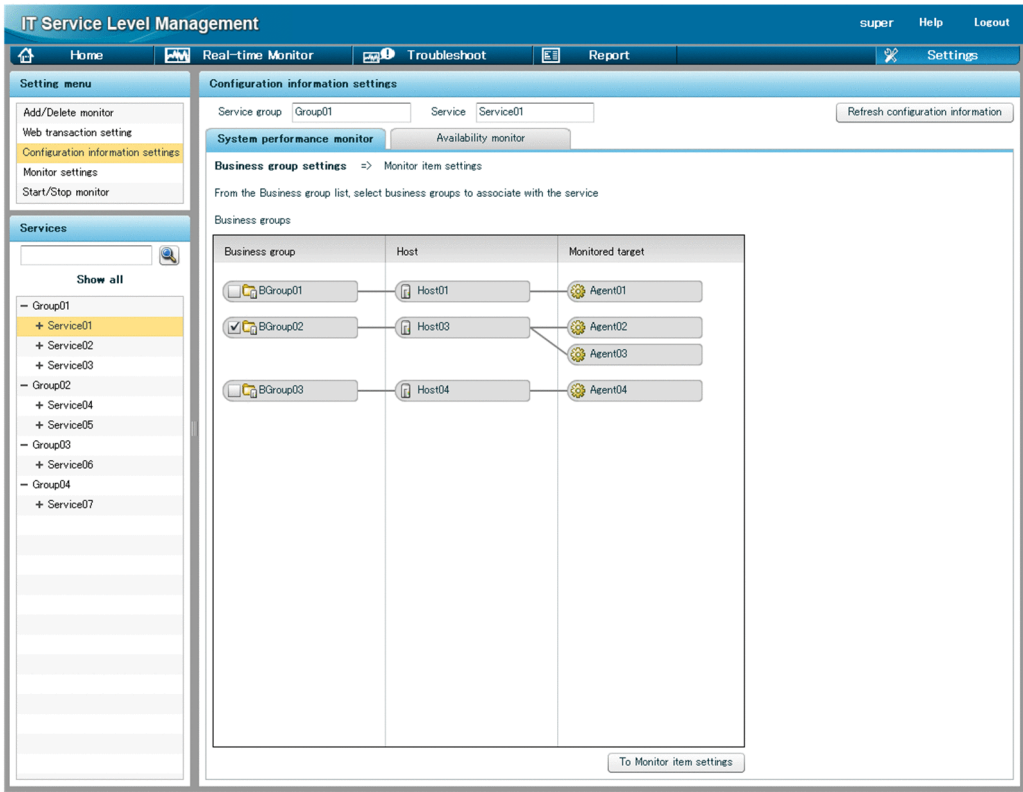 IT Service Level Management
super Help Logout
Home Real-time Monitor Troubleshoot Report Settings
Setting menu
Add/Delete monitor
Web transaction setting
Configuration information settings
Monitor settings
Start/Stop monitor
Services
Show all
− Group01
+ Service01
+ Service02
+ Service03
− Group02
+ Service04
+ Service05
− Group03
+ Service06
− Group04
+ Service07
Configuration information settings
Service group Group01 Service Service01 Refresh configuration information
System performance monitor Availability monitor
Business group settings => Monitor item settings
From the Business group list, select business groups to associate with the service
Business groups
Business group Host Monitored target
BGroup01 Host01 Agent01
BGroup02 Host03 Agent02
Agent03
BGroup03 Host04 Agent04
To Monitor item settings